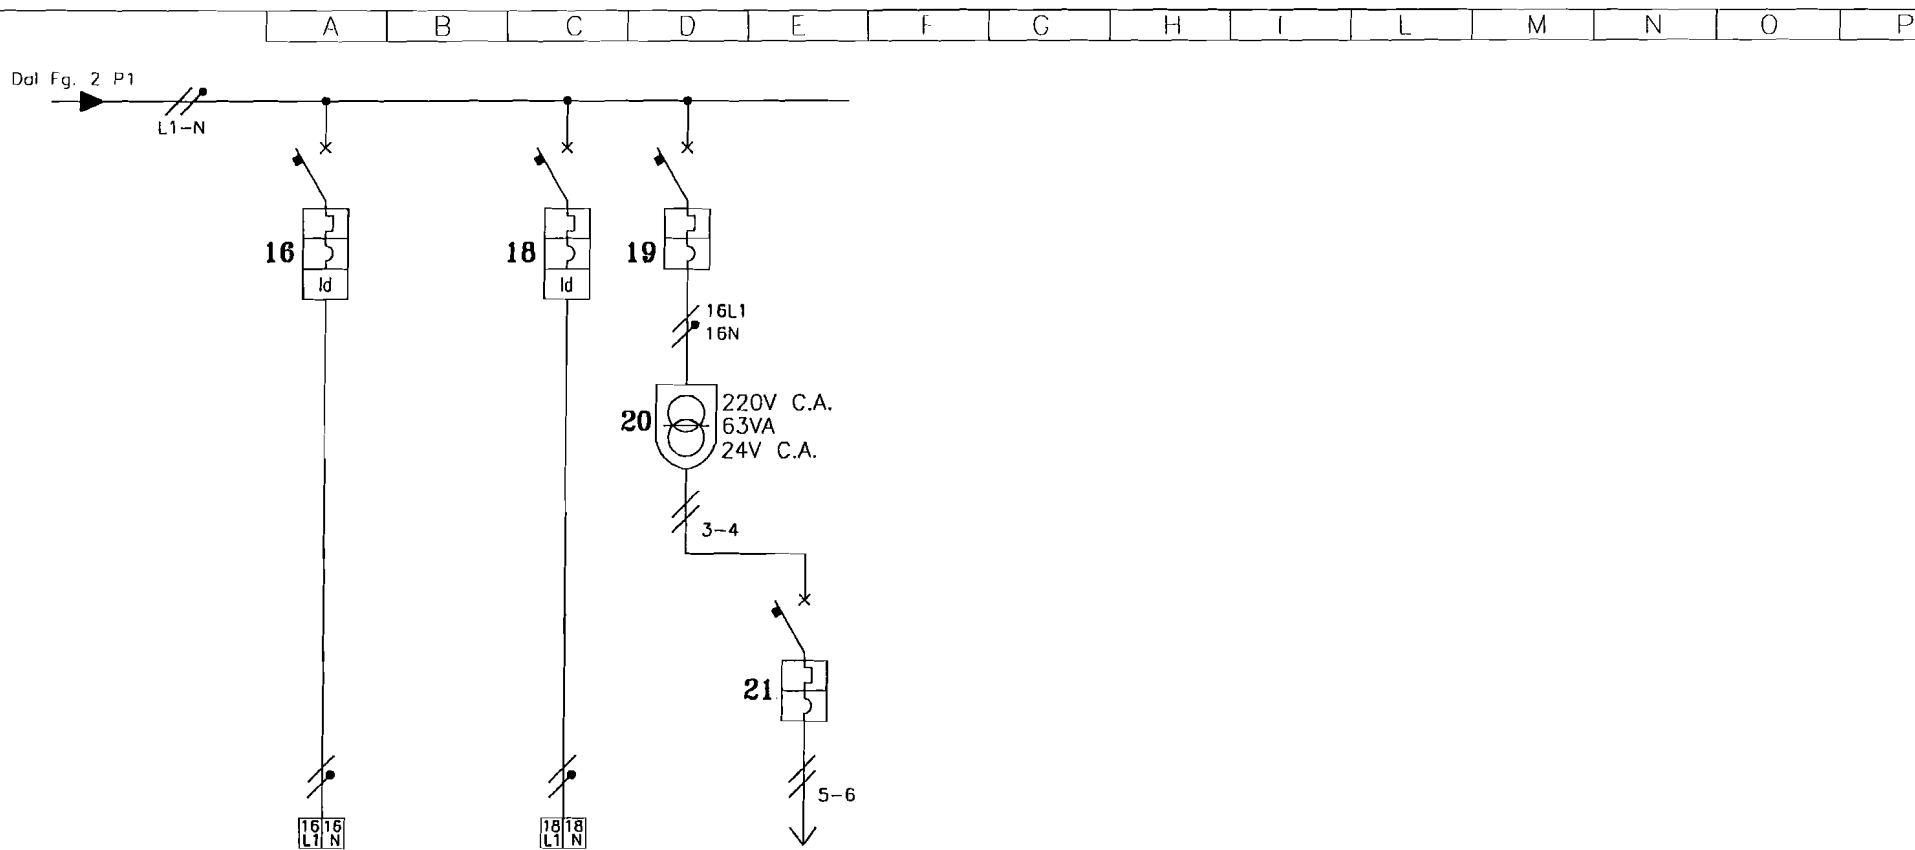 A B C D E F G H I L M N O P
Dal Fg. 2 P1
L1-N
16
Id
18
Id
19
16L1
16N
20
220V C.A.
63VA
24V C.A.
3-4
21
5-6
16 16
L1 N
18 18
L1 N